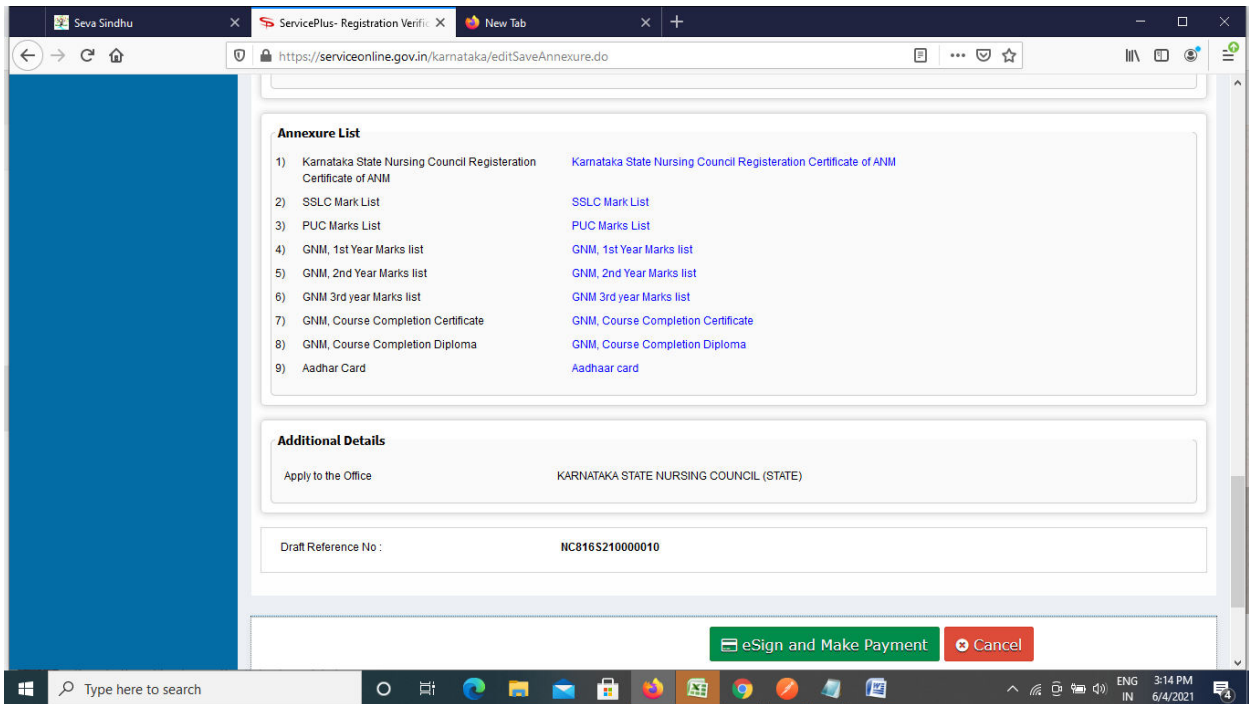 Seva Sindhu
ServicePlus- Registration Verific
New Tab
https://serviceonline.gov.in/karnataka/editSaveAnnexure.do
Annexure List
1) Karnataka State Nursing Council Registeration Karnataka State Nursing Council Registeration Certificate of ANM
Certificate of ANM
2) SSLC Mark List SSLC Mark List
3) PUC Marks List PUC Marks List
4) GNM, 1st Year Marks list GNM, 1st Year Marks list
5) GNM, 2nd Year Marks list GNM, 2nd Year Marks list
6) GNM 3rd year Marks list GNM 3rd year Marks list
7) GNM, Course Completion Certificate GNM, Course Completion Certificate
8) GNM, Course Completion Diploma GNM, Course Completion Diploma
9) Aadhar Card Aadhaar card
Additional Details
Apply to the Office KARNATAKA STATE NURSING COUNCIL (STATE)
Draft Reference No : NC816S210000010
eSign and Make Payment Cancel
Type here to search
ENG 3:14 PM
IN 6/4/2021
4